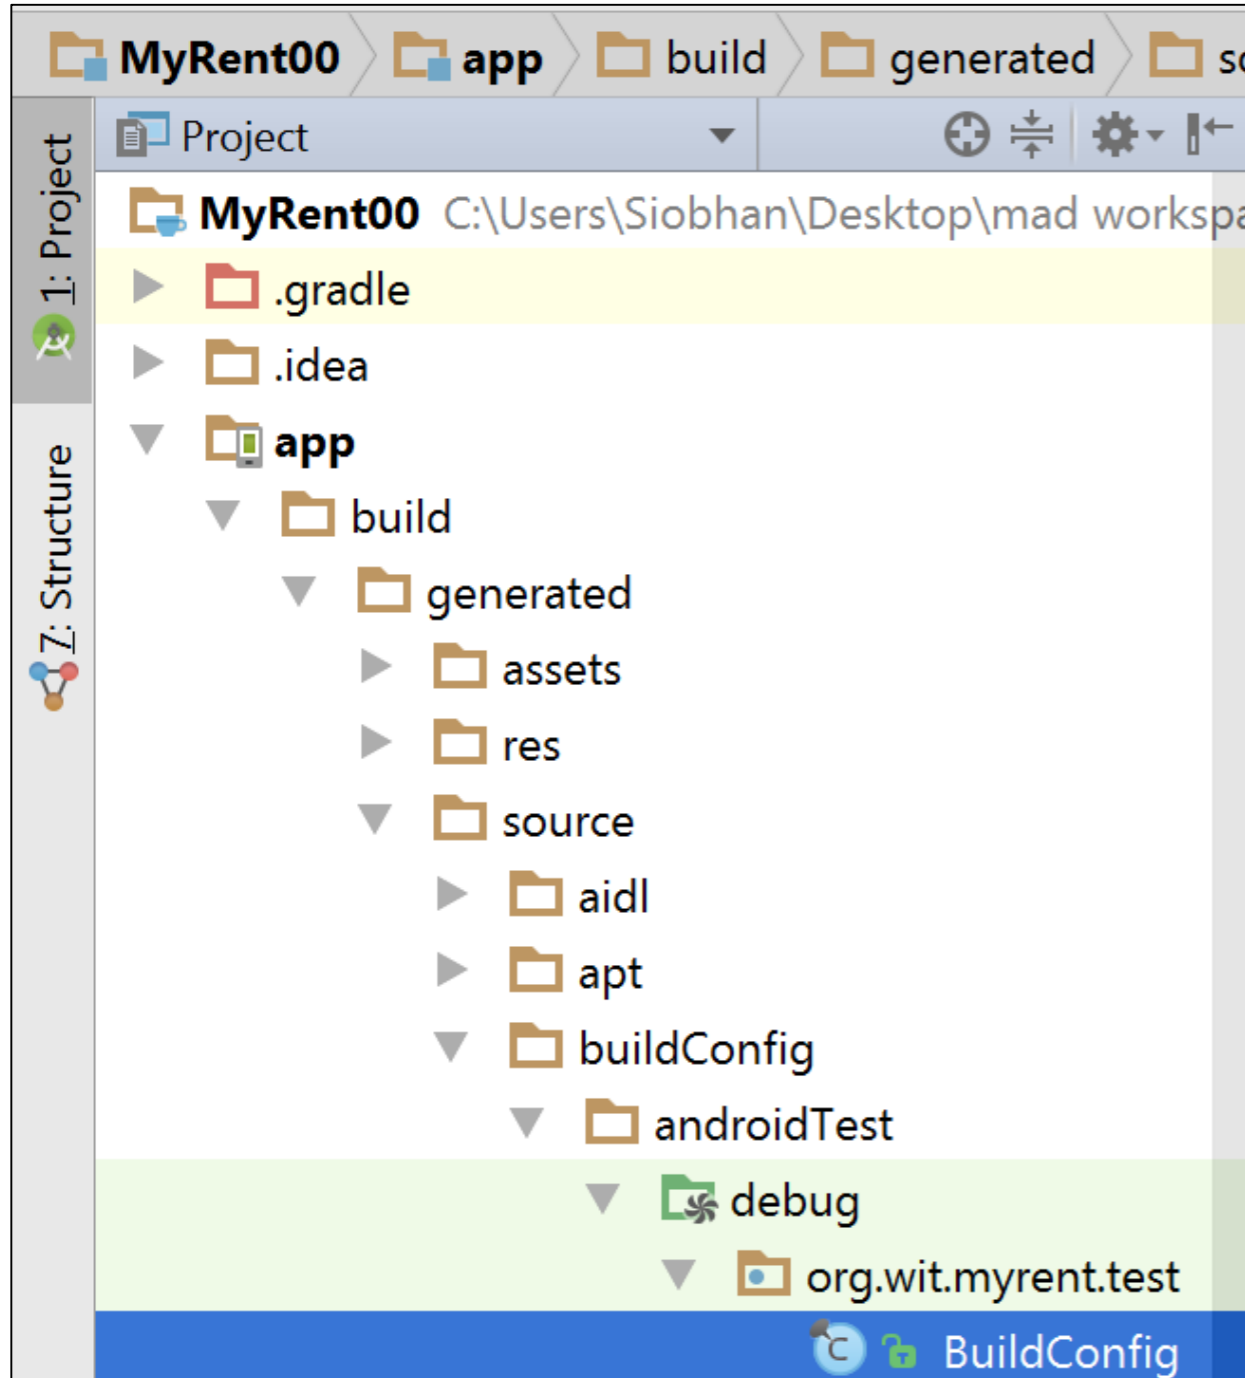 MyRent00 app build generated
Project
1: Project
7: Structure
MyRent00 C:\Users\Siobhan\Desktop\mad
.gradle
.idea
app
build
generated
assets
res
source
aidl
apt
buildConfig
androidTest
debug
org.wit.myrent.test
BuildConfig